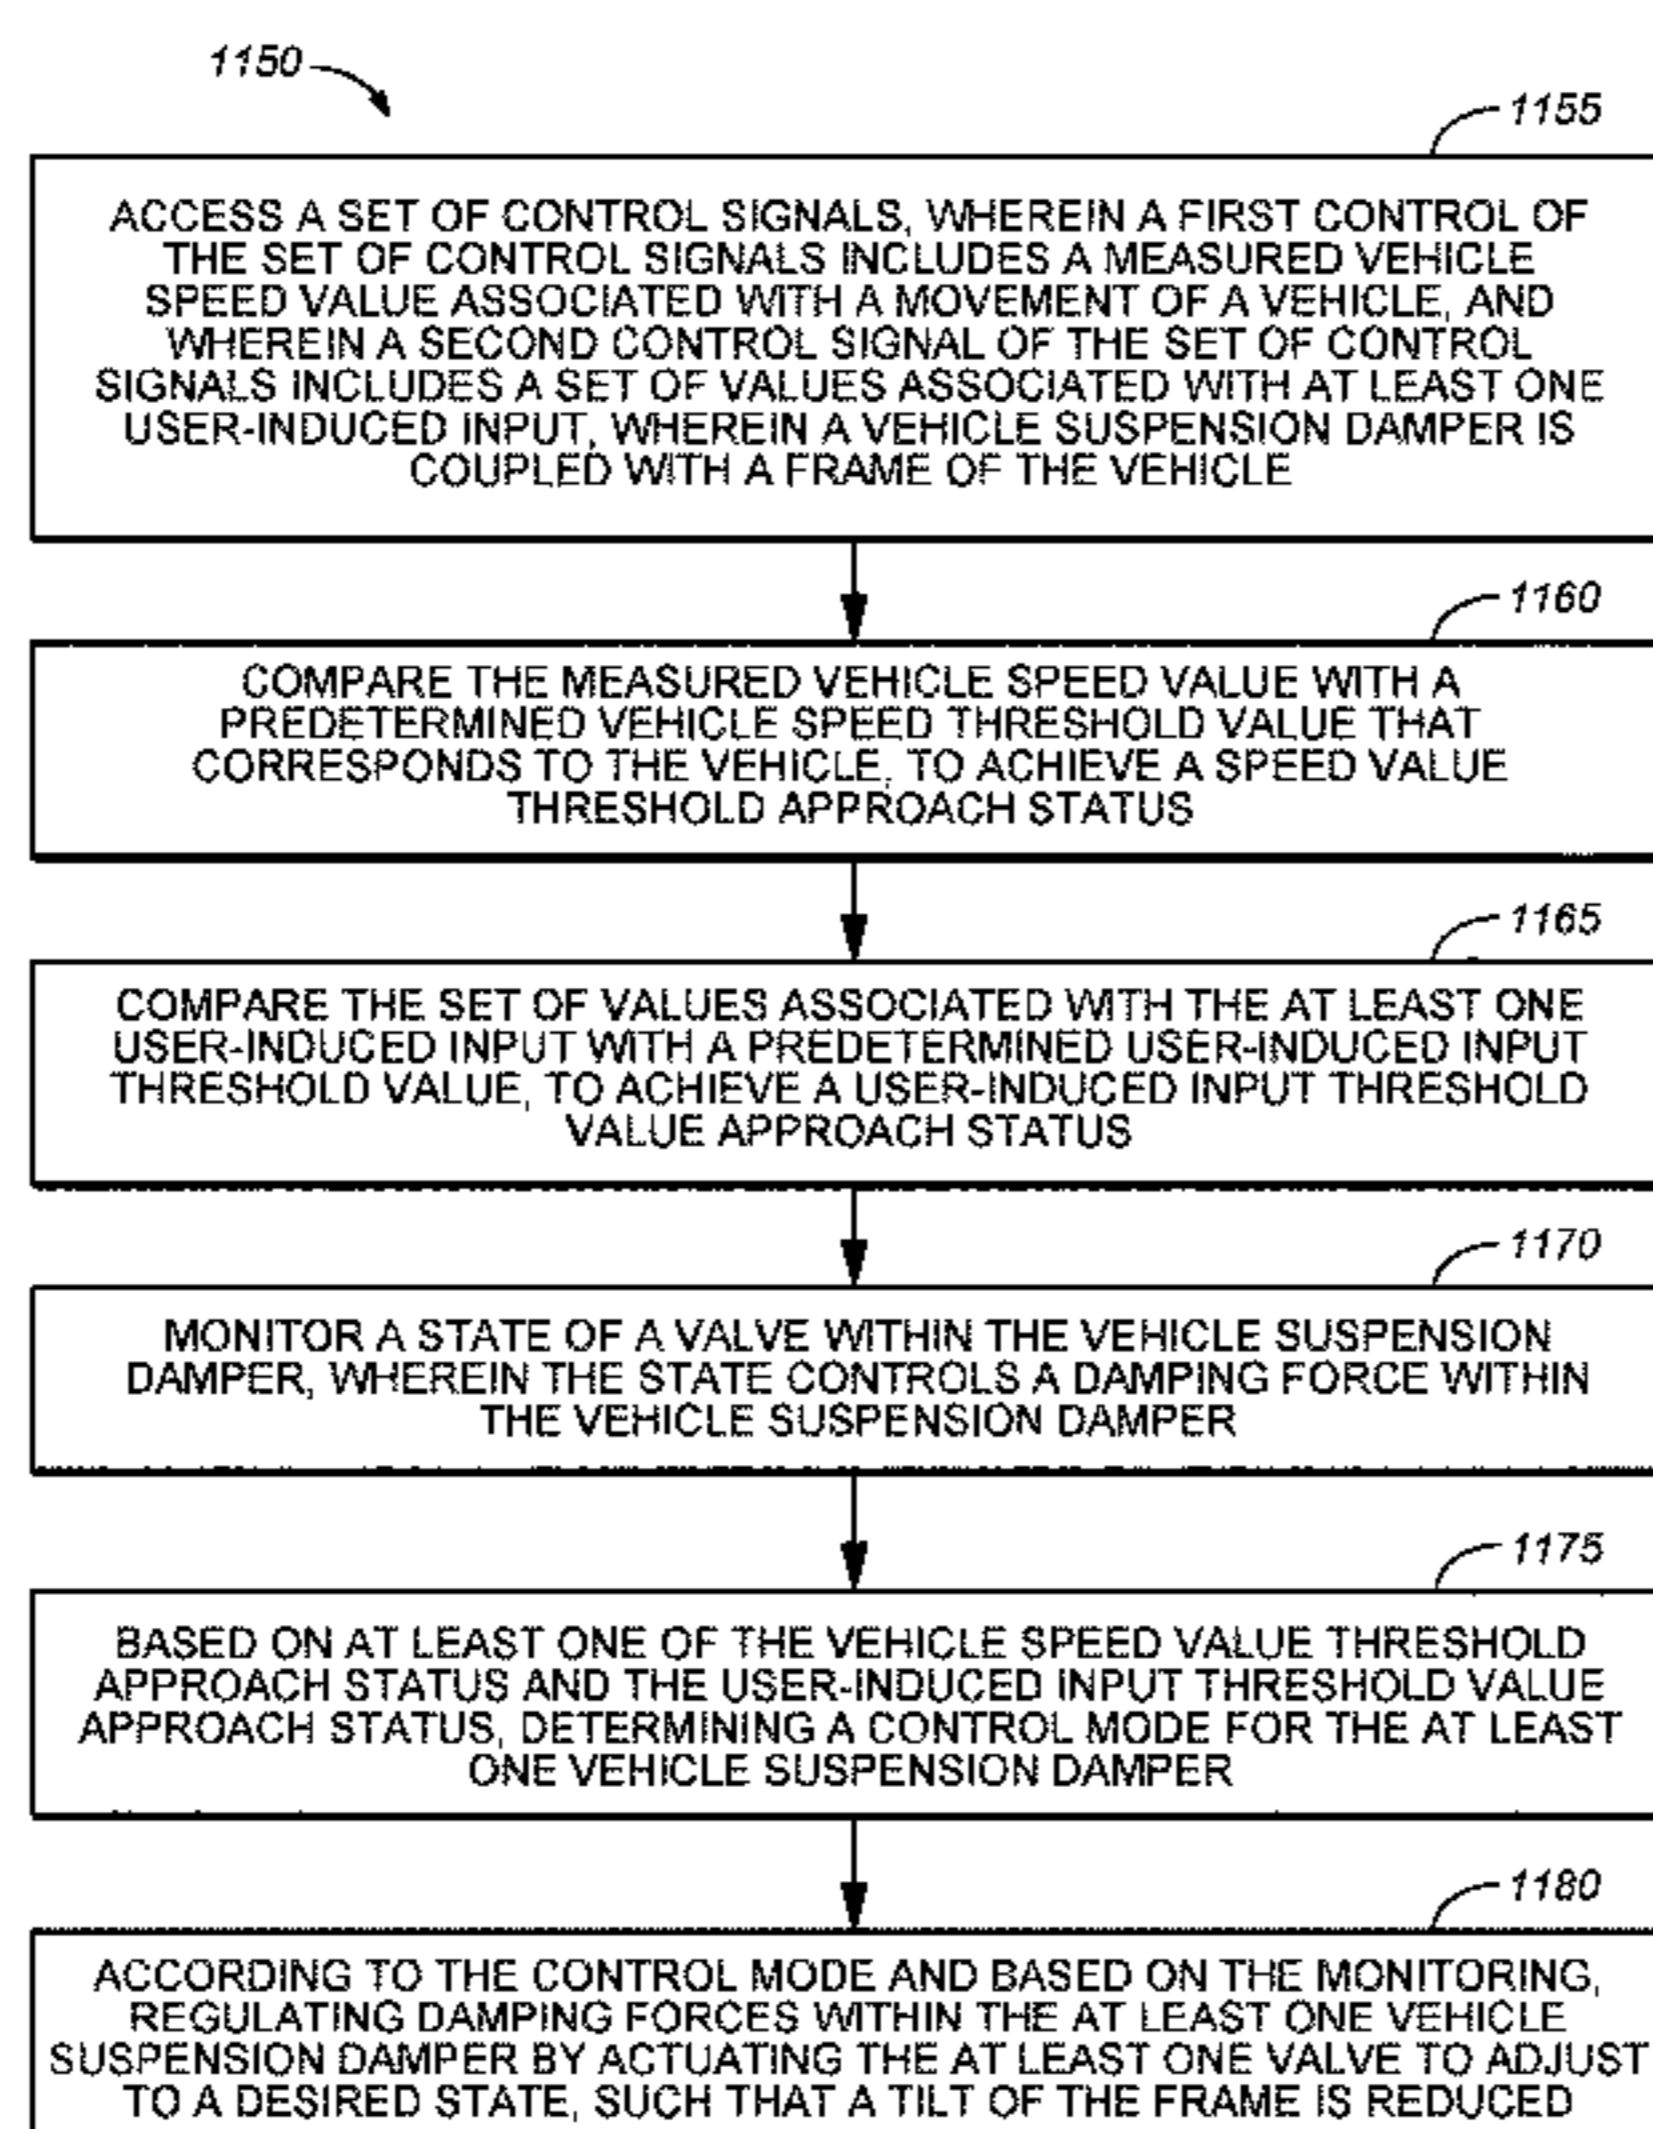 1150
1155
ACCESS A SET OF CONTROL SIGNALS, WHEREIN A FIRST CONTROL OF
THE SET OF CONTROL SIGNALS INCLUDES A MEASURED VEHICLE
SPEED VALUE ASSOCIATED WITH A MOVEMENT OF A VEHICLE, AND
WHEREIN A SECOND CONTROL SIGNAL OF THE SET OF CONTROL
SIGNALS INCLUDES A SET OF VALUES ASSOCIATED WITH AT LEAST ONE
USER-INDUCED INPUT, WHEREIN A VEHICLE SUSPENSION DAMPER IS
COUPLED WITH A FRAME OF THE VEHICLE
1160
COMPARE THE MEASURED VEHICLE SPEED VALUE WITH A
PREDETERMINED VEHICLE SPEED THRESHOLD VALUE THAT
CORRESPONDS TO THE VEHICLE, TO ACHIEVE A SPEED VALUE
THRESHOLD APPROACH STATUS
1165
COMPARE THE SET OF VALUES ASSOCIATED WITH THE AT LEAST ONE
USER-INDUCED INPUT WITH A PREDETERMINED USER-INDUCED INPUT
THRESHOLD VALUE, TO ACHIEVE A USER-INDUCED INPUT THRESHOLD
VALUE APPROACH STATUS
1170
MONITOR A STATE OF A VALVE WITHIN THE VEHICLE SUSPENSION
DAMPER, WHEREIN THE STATE CONTROLS A DAMPING FORCE WITHIN
THE VEHICLE SUSPENSION DAMPER
1175
BASED ON AT LEAST ONE OF THE VEHICLE SPEED VALUE THRESHOLD
APPROACH STATUS AND THE USER-INDUCED INPUT THRESHOLD VALUE
APPROACH STATUS, DETERMINING A CONTROL MODE FOR THE AT LEAST
ONE VEHICLE SUSPENSION DAMPER
1180
ACCORDING TO THE CONTROL MODE AND BASED ON THE MONITORING,
REGULATING DAMPING FORCES WITHIN THE AT LEAST ONE VEHICLE
SUSPENSION DAMPER BY ACTUATING THE AT LEAST ONE VALVE TO ADJUST
TO A DESIRED STATE, SUCH THAT A TILT OF THE FRAME IS REDUCED